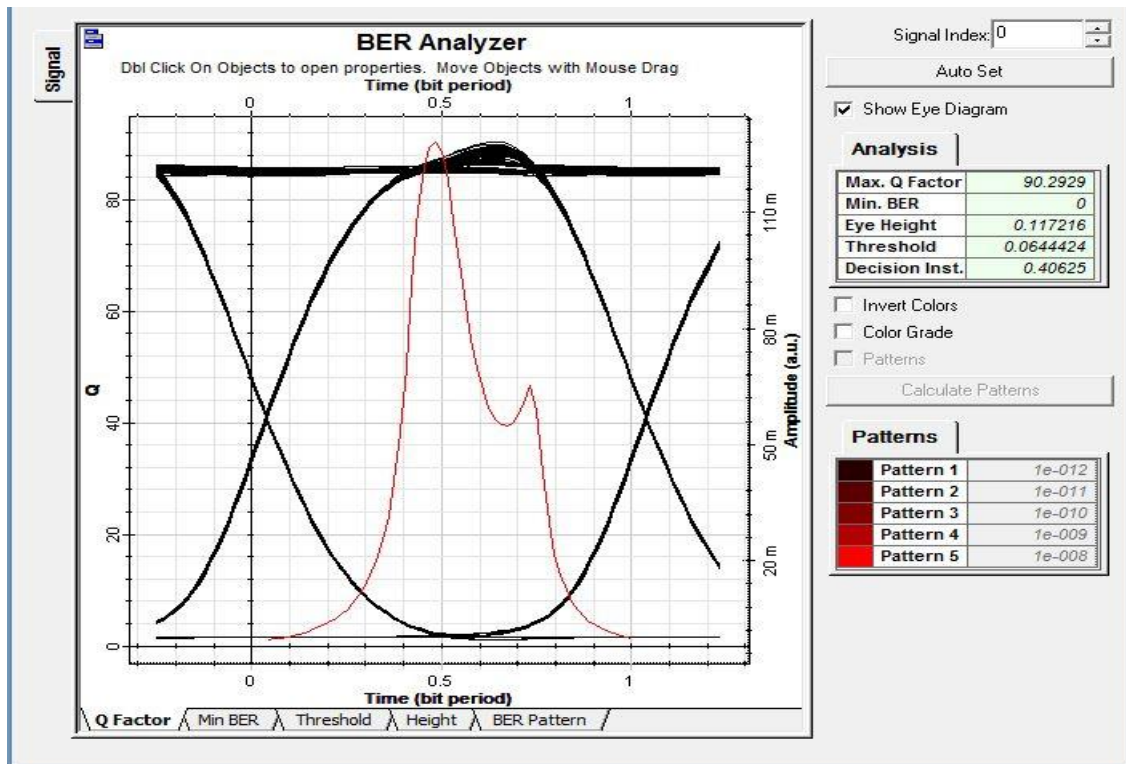 Signal
BER Analyzer
Dbl Click On Objects to open properties. Move Objects with Mouse Drag
Time (bit period)
0 0.5 1
Q
80
60
40
20
0
Amplitude (a.u.)
110 m
80 m
50 m
20 m
0 0.5 1
Time (bit period)
Q Factor Min BER Threshold Height BER Pattern
Signal Index: 0
Auto Set
Show Eye Diagram
Analysis
Max. Q Factor 90.2929
Min. BER 0
Eye Height 0.117216
Threshold 0.0644424
Decision Inst. 0.40625
Invert Colors
Color Grade
Patterns
Calculate Patterns
Patterns
Pattern 1 1e-012
Pattern 2 1e-011
Pattern 3 1e-010
Pattern 4 1e-009
Pattern 5 1e-008